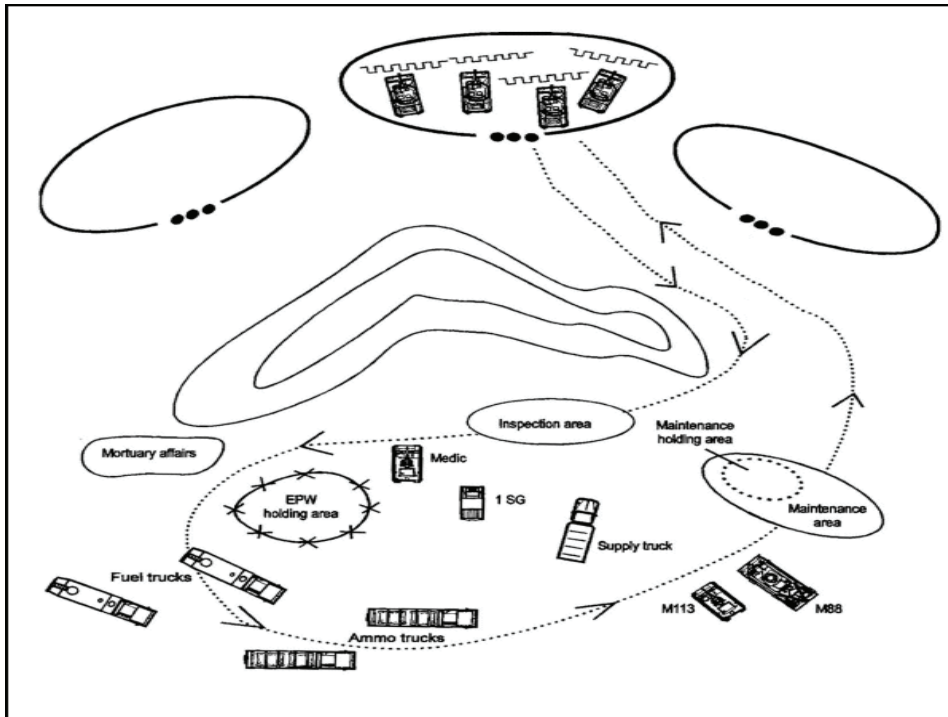 Inspection area
Maintenance
holding area
Mortuary affairs
Medic
EPW
holding area
1 SG
Maintenance
area
Supply truck
Fuel trucks
M113
M88
Ammo trucks